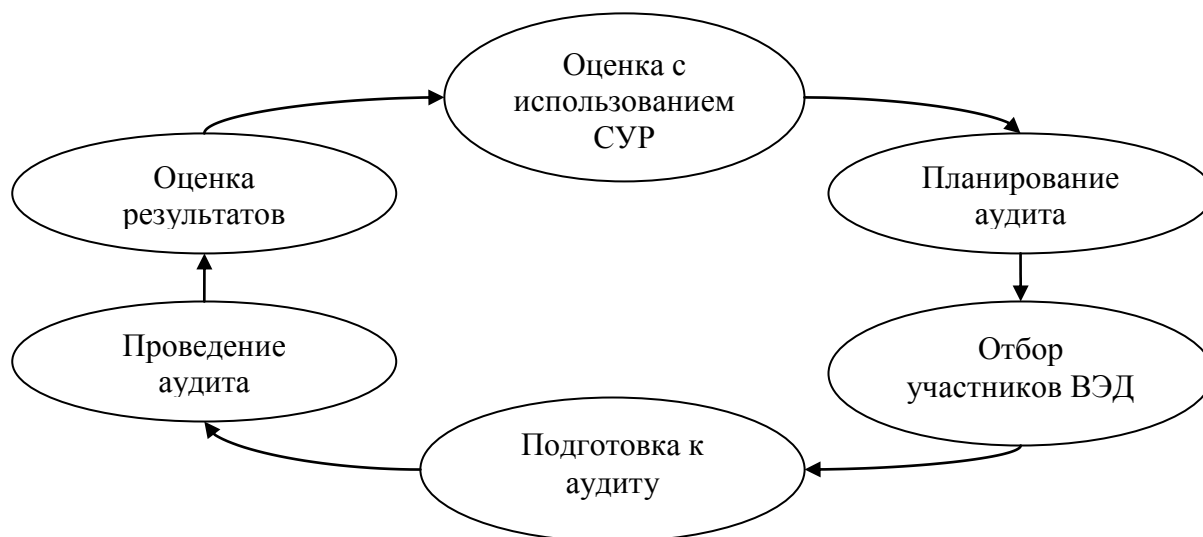 Оценка с
использованием
СУР
Планирование
аудита
Отбор
участников ВЭД
Подготовка к
аудиту
Проведение
аудита
Оценка
результатов